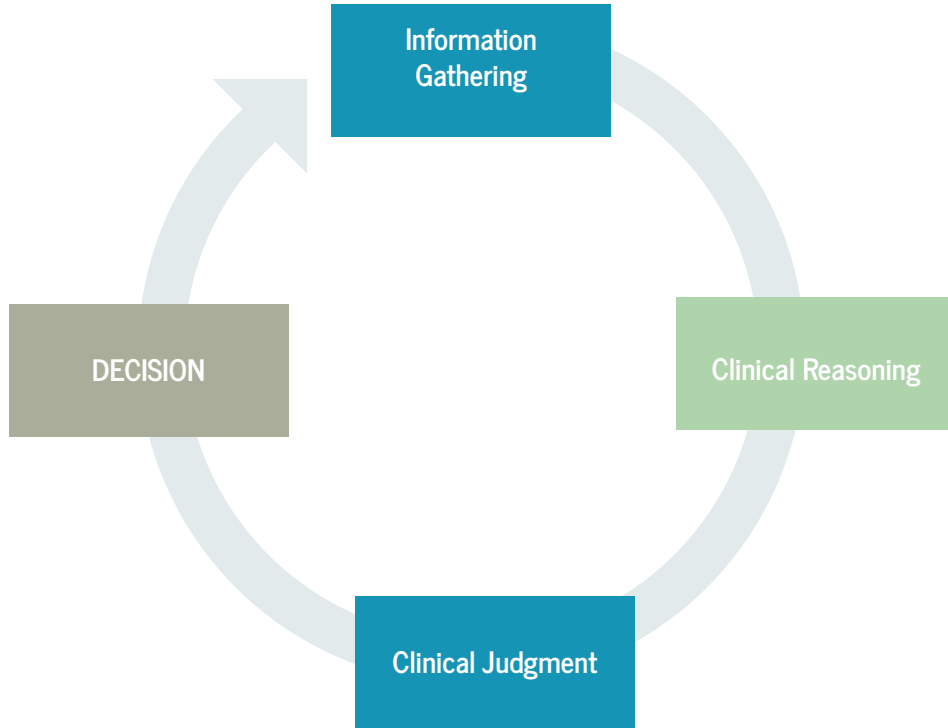 Information
Gathering
Clinical Reasoning
Clinical Judgment
DECISION